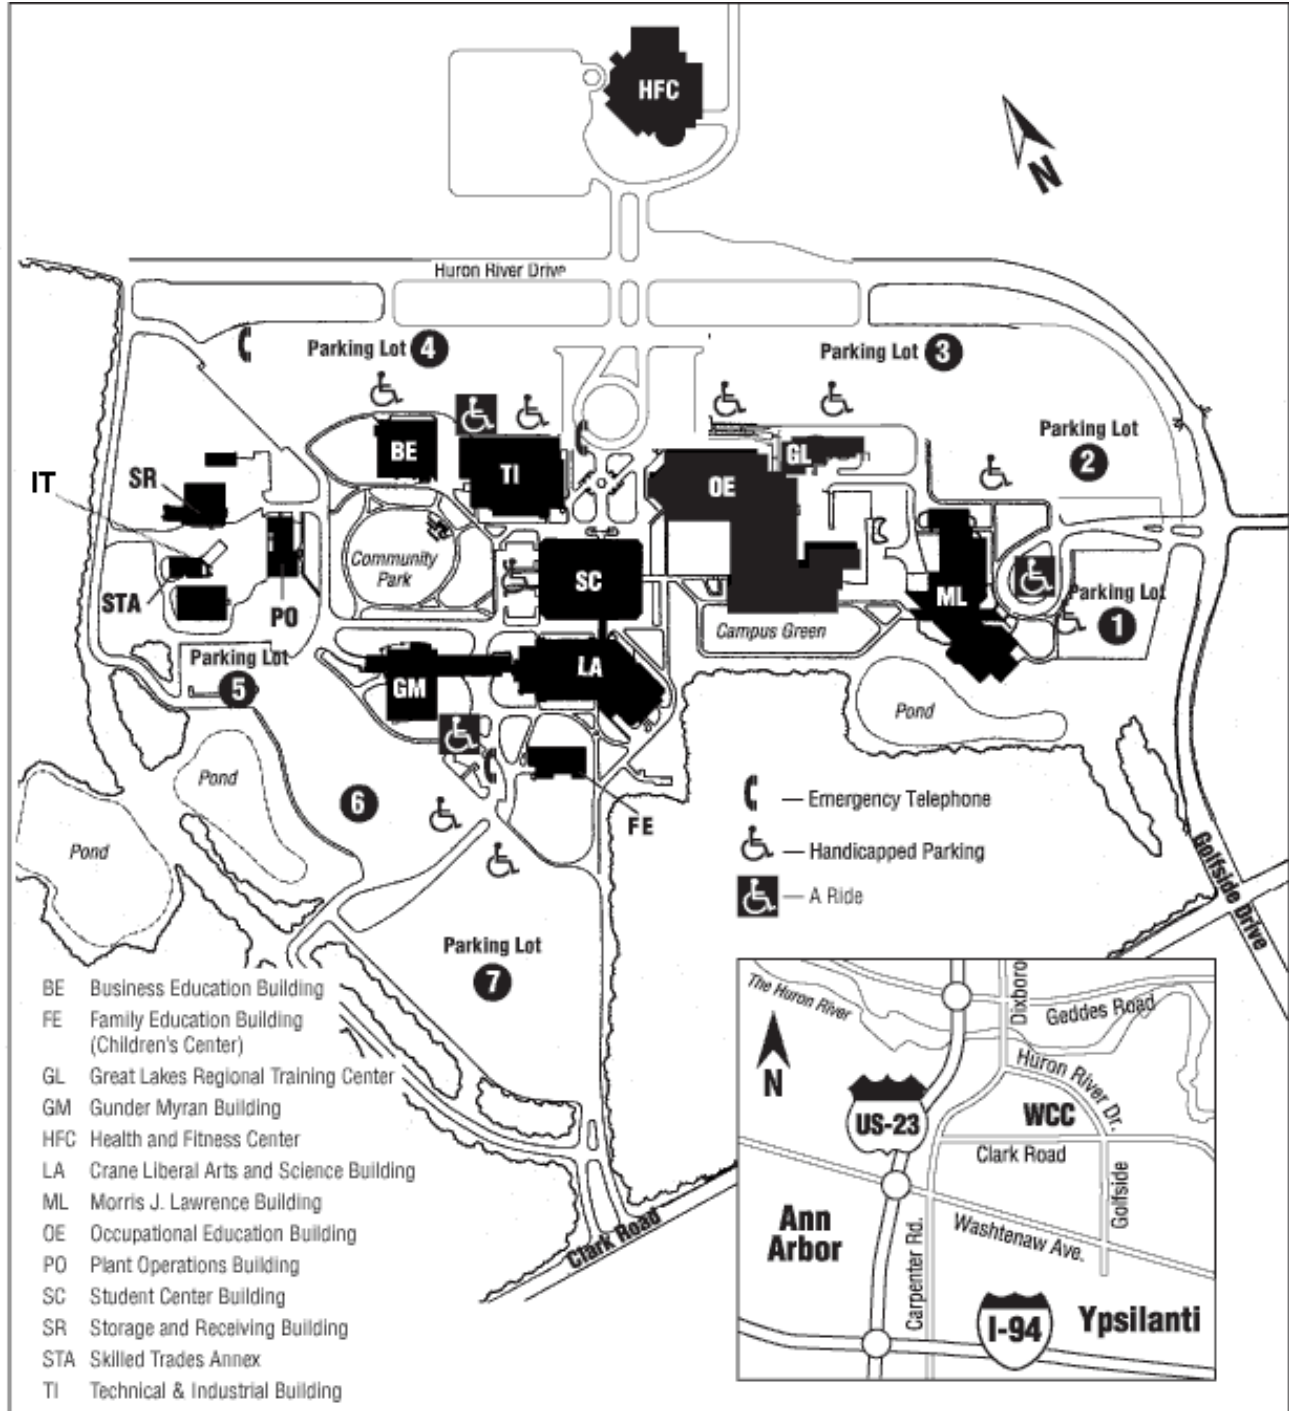 HFC
N
Huron River Drive
Parking Lot 4
Parking Lot 3
Parking Lot
2
BE
TI
GL
OE
IT
SR
Community
Park
SC
STA
PO
ML
Parking Lot
1
Campus Green
Parking Lot
5
GM
LA
Pond
Pond
6
FE
Pond
— Emergency Telephone
— Handicapped Parking
— A Ride
Golfside Drive
Parking Lot
7
Clark Road
BE Business Education Building
FE Family Education Building
(Children's Center)
GL Great Lakes Regional Training Center
GM Gunder Myran Building
HFC Health and Fitness Center
LA Crane Liberal Arts and Science Building
ML Morris J. Lawrence Building
OE Occupational Education Building
PO Plant Operations Building
SC Student Center Building
SR Storage and Receiving Building
STA Skilled Trades Annex
TI Technical & Industrial Building
The Huron River
Dixboro
Geddes Road
N
Huron River Dr.
US-23
WCC
Clark Road
Golfside
Ann
Arbor
Carpenter Rd.
Washtenaw Ave.
I-94
Ypsilanti